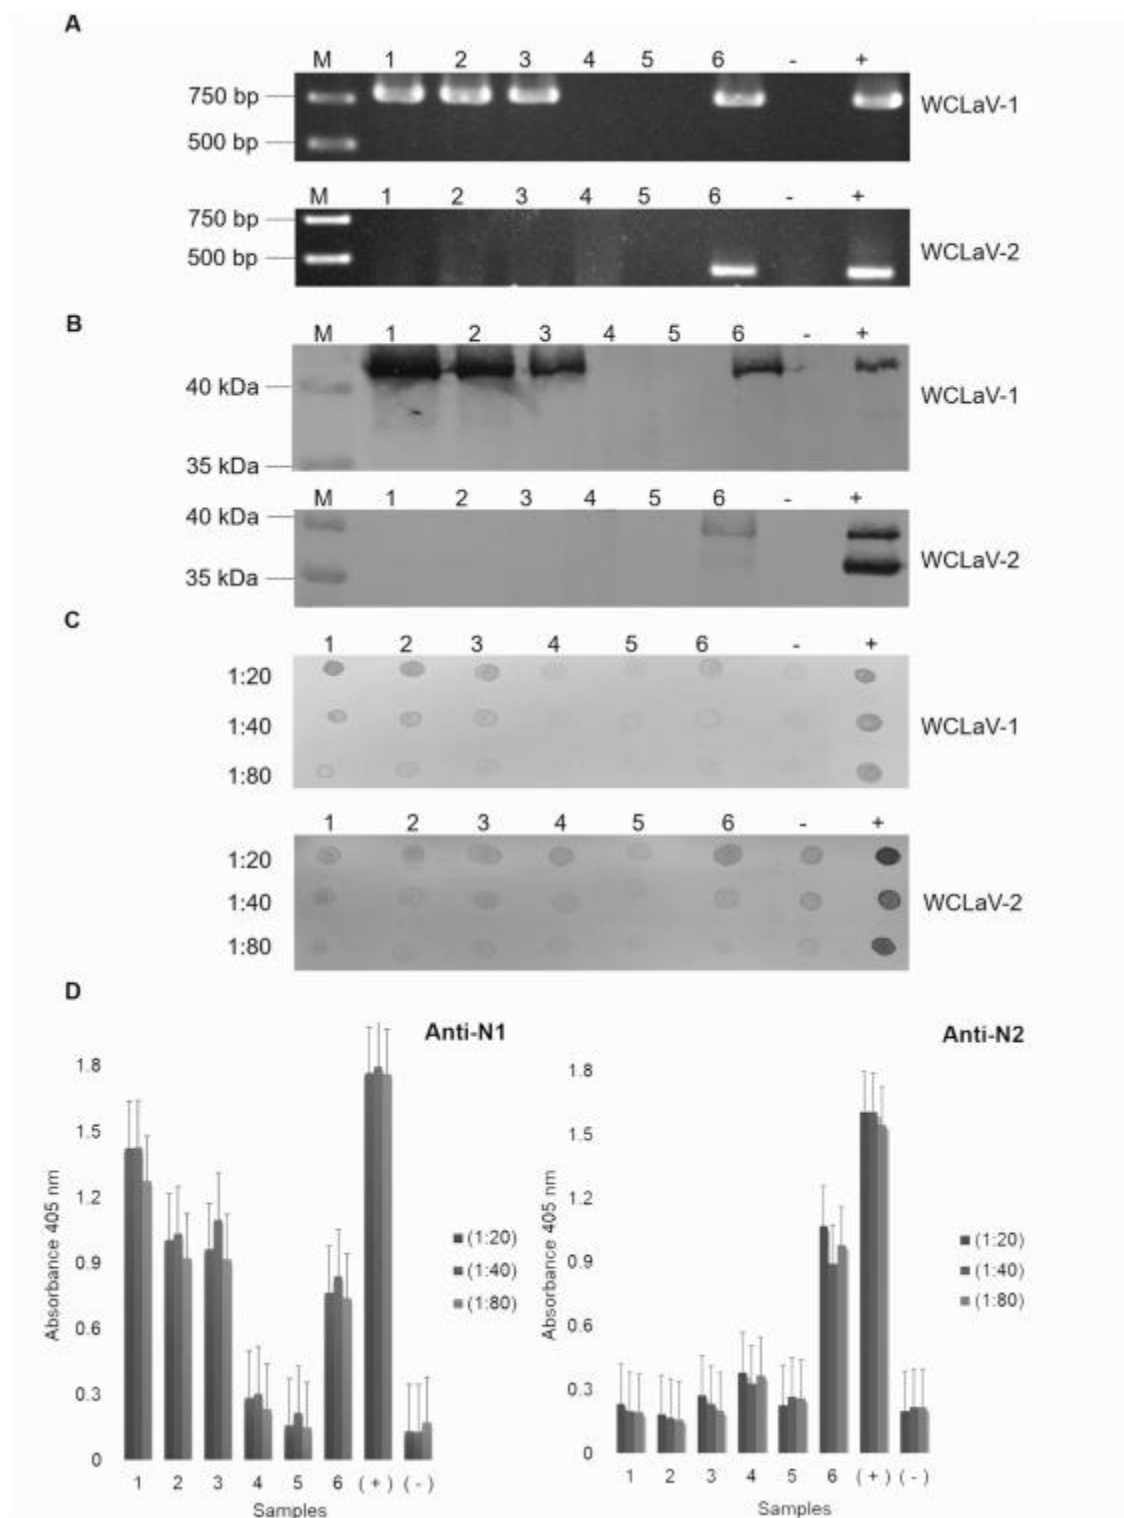 A
M 1 2 3 4 5 6 - +
750 bp
WCLaV-1
500 bp
M 1 2 3 4 5 6 - +
750 bp
500 bp
WCLaV-2
B
M 1 2 3 4 5 6 - +
40 kDa
WCLaV-1
35 kDa
M 1 2 3 4 5 6 - +
40 kDa
WCLaV-2
35 kDa
C
1 2 3 4 5 6 - +
1:20
1:40
WCLaV-1
1:80
1 2 3 4 5 6 - +
1:20
1:40
WCLaV-2
1:80
D
Anti-N1
1.8
1.5
1.2
0.9
0.6
0.3
0
Absorbance 405 nm
(1:20)
(1:40)
(1:80)
1 2 3 4 5 6 (+) (-)
Samples
Anti-N2
1.8
1.5
1.2
0.9
0.6
0.3
0
Absorbance 405 nm
(1:20)
(1:40)
(1:80)
1 2 3 4 5 6 (+) (-)
Samples